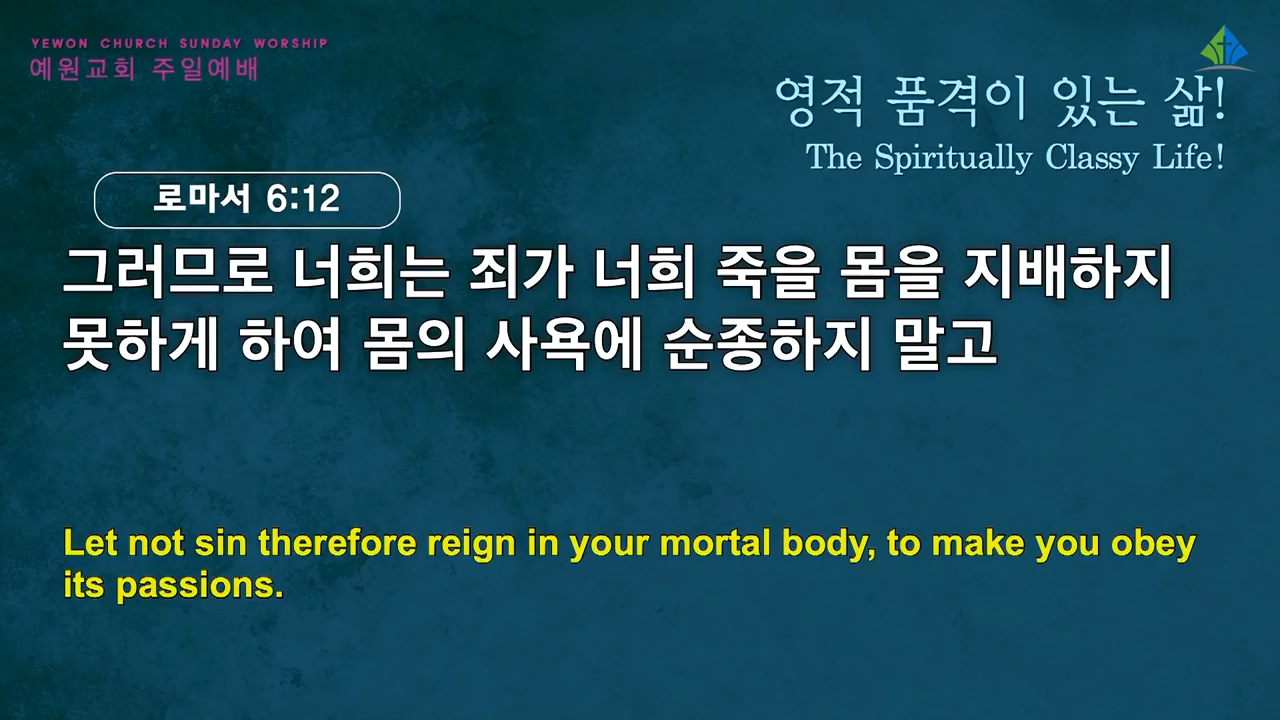 YEWON CHURCH SUNDAY WORSHIP
예원교회 주일예배
영적 품격이 있는 삶!
The Spiritually Classy Life!
로마서 6:12
그러므로 너희는 죄가 너희 죽을 몸을 지배하지
못하게 하여 몸의 사욕에 순종하지 말고
Let not sin therefore reign in your mortal body, to make you obey
its passions.